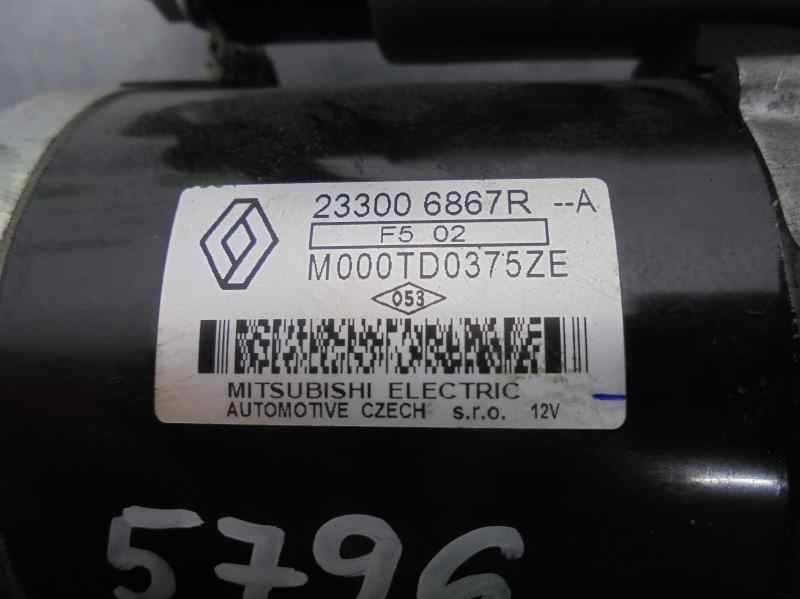 23300 6867R --A
F5 02
M000TD0375ZE
053
MITSUBISHI ELECTRIC
AUTOMOTIVE CZECH s.r.o. 12V
5796